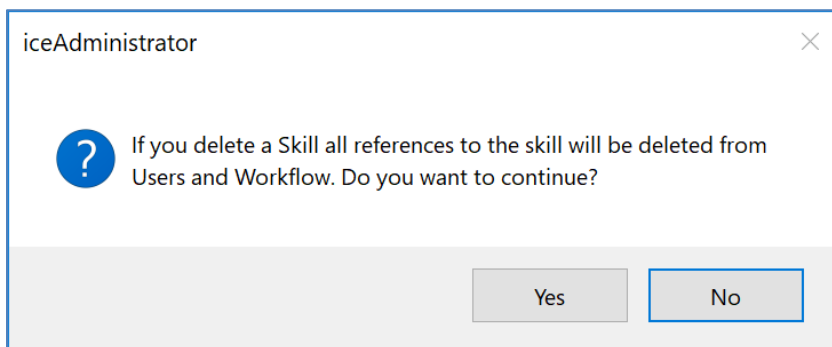 iceAdministrator
If you delete a Skill all references to the skill will be deleted from
Users and Workflow. Do you want to continue?
Yes
No